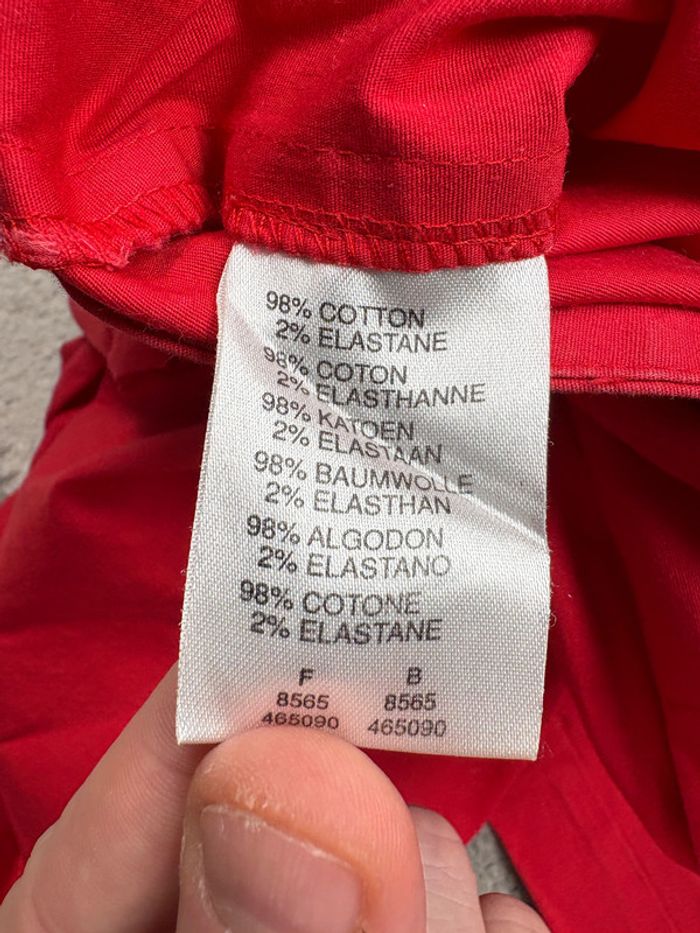 98% COTTON
2% ELASTANE
98% COTON
2% ELASTHANNE
98% KATOEN
2% ELASTAAN
98% BAUMWOLLE
2% ELASTHAN
98% ALGODON
2% ELASTANO
98% COTONE
2% ELASTANE
F B
8565 8565
465090 465090